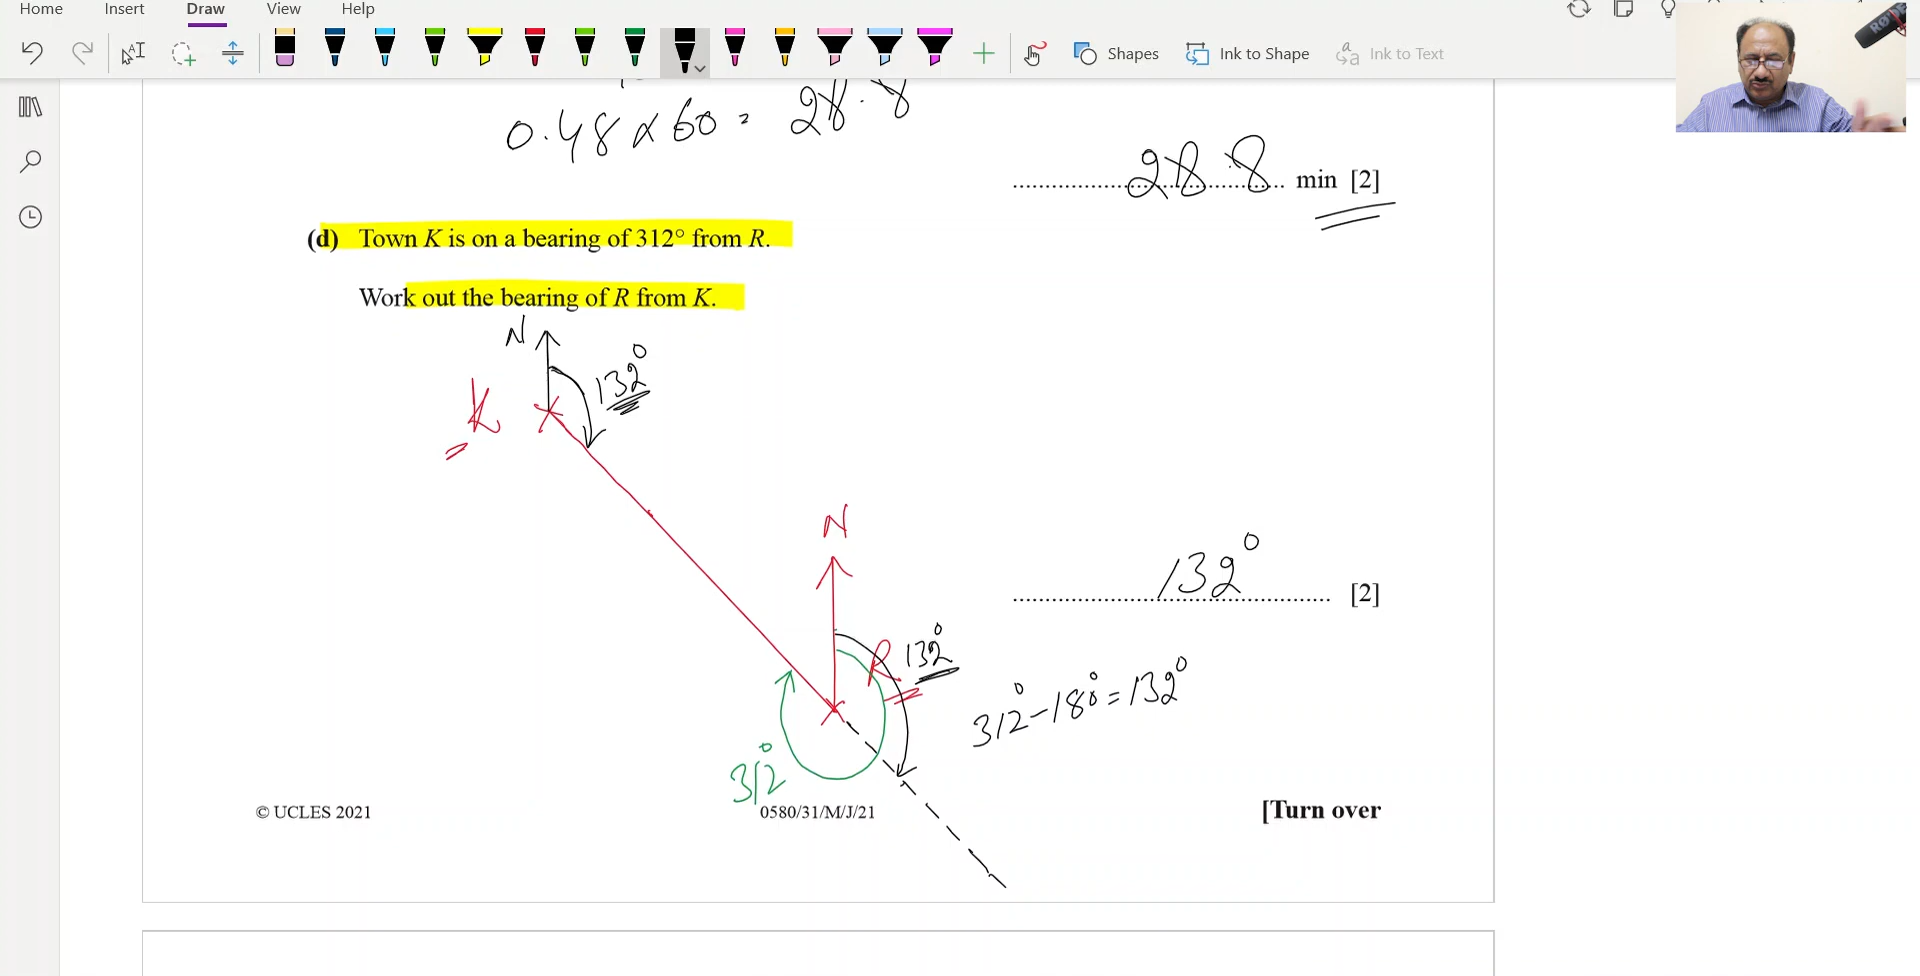 Home Insert Draw View Help
Shapes Ink to Shape Ink to Text
0.48 x 60 = 28.8
28.8 min [2]
(d) Town K is on a bearing of 312° from R.
Work out the bearing of R from K.
N
132°
K
N
132° [2]
R 132°
312° - 180° = 132°
312°
© UCLES 2021 0580/31/M/J/21 [Turn over
RØDE